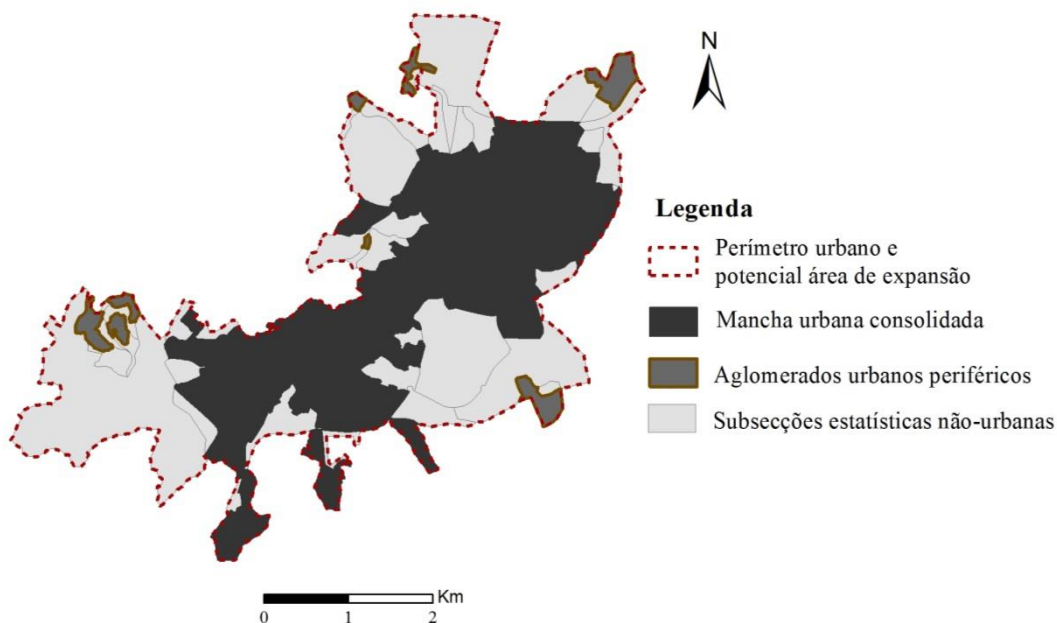 N
Legenda
Perímetro urbano e
potencial área de expansão
Mancha urbana consolidada
Aglomerados urbanos periféricos
Subsecções estatísticas não-urbanas
Km
0 1 2